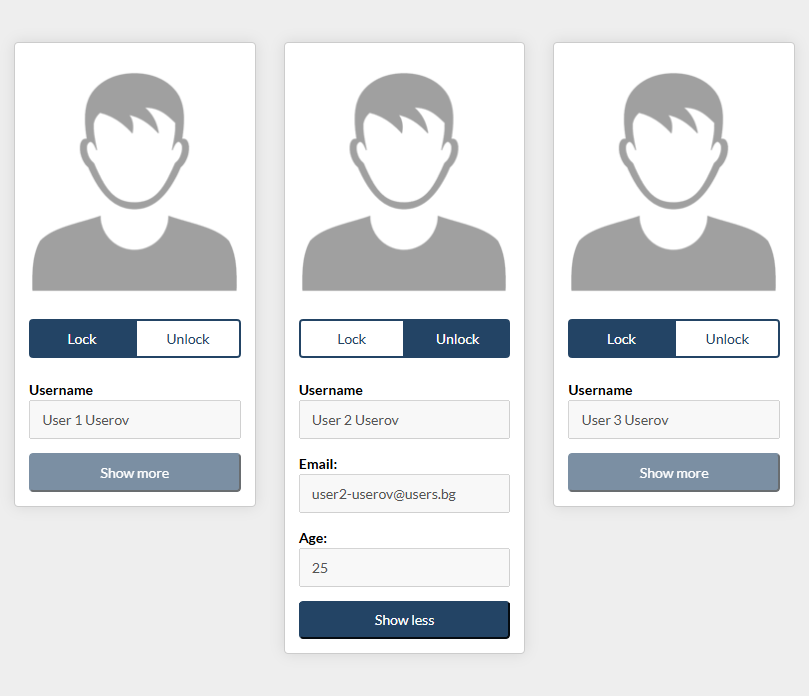 Lock Unlock
Username
User 1 Userov
Show more
Lock Unlock
Username
User 2 Userov
Email:
user2-userov@users.bg
Age:
25
Show less
Lock Unlock
Username
User 3 Userov
Show more